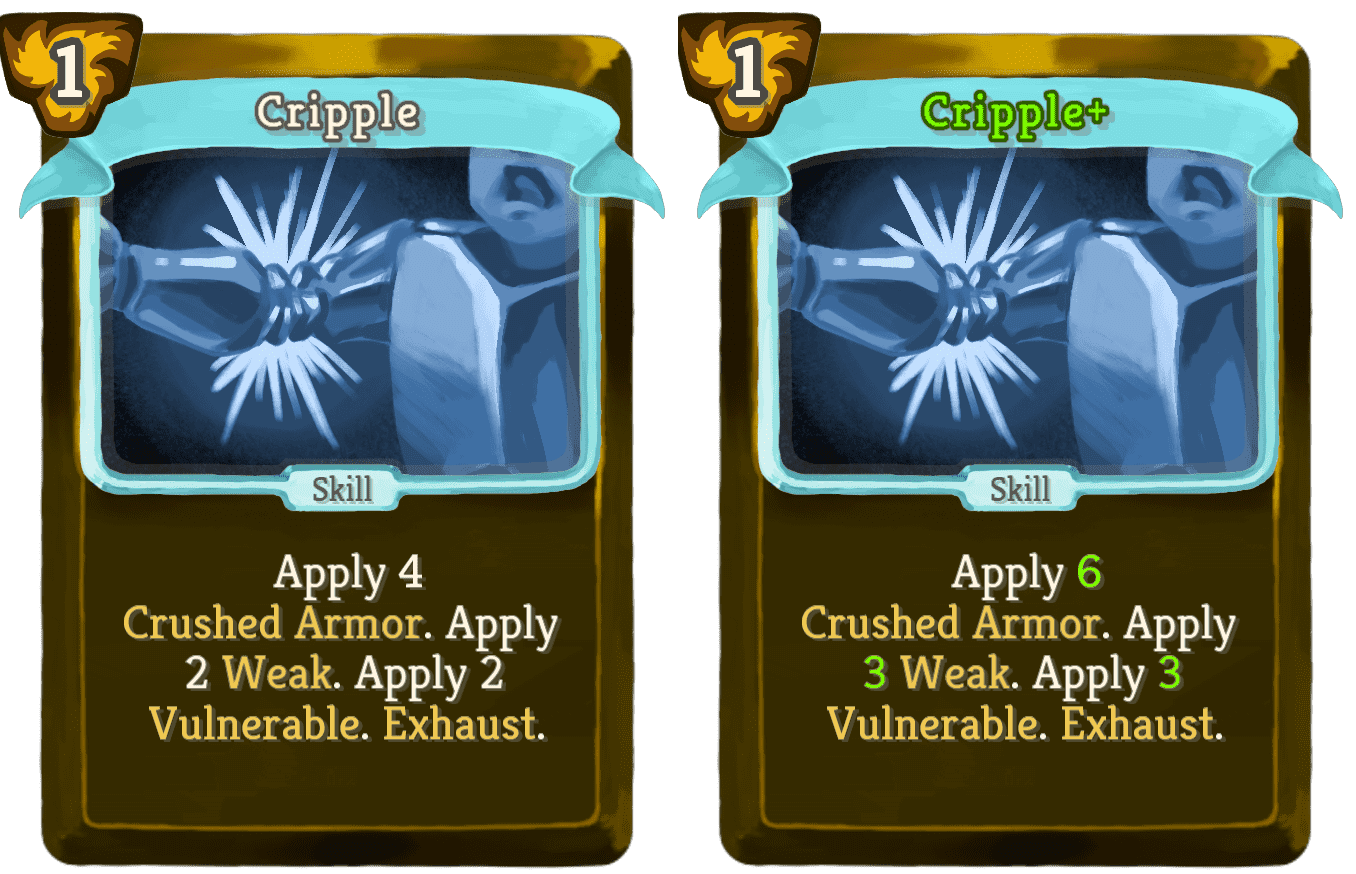 1
Cripple
Skill
Apply 4
Crushed Armor. Apply
2 Weak. Apply 2
Vulnerable. Exhaust.
1
Cripple+
Skill
Apply 6
Crushed Armor. Apply
3 Weak. Apply 3
Vulnerable. Exhaust.